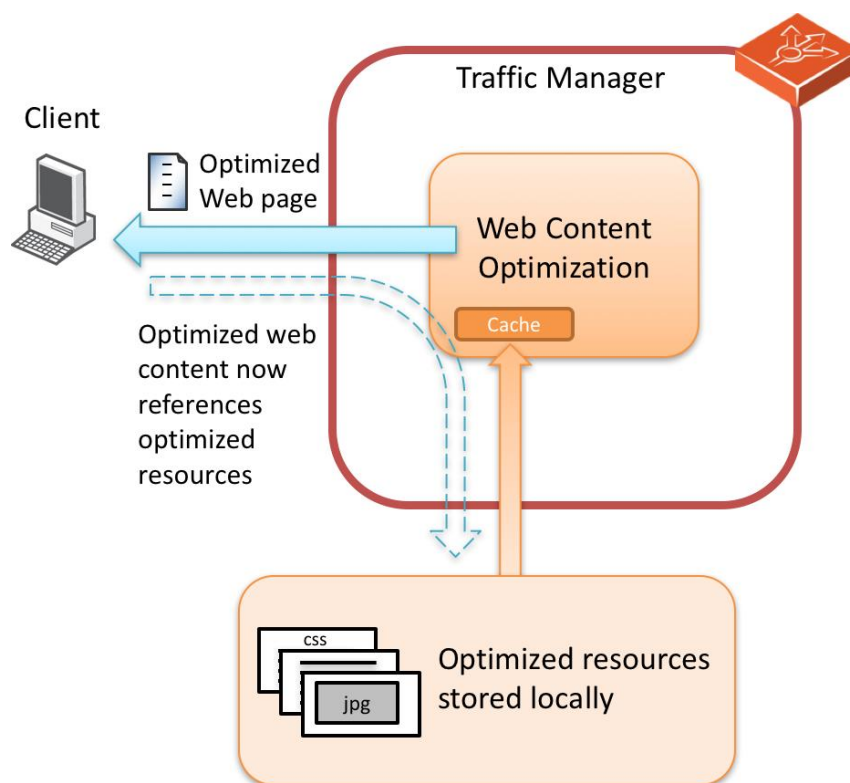 Traffic Manager
Client
Optimized
Web page
Web Content
Optimization
Cache
Optimized web
content now
references
optimized
resources
css
jpg
Optimized resources
stored locally